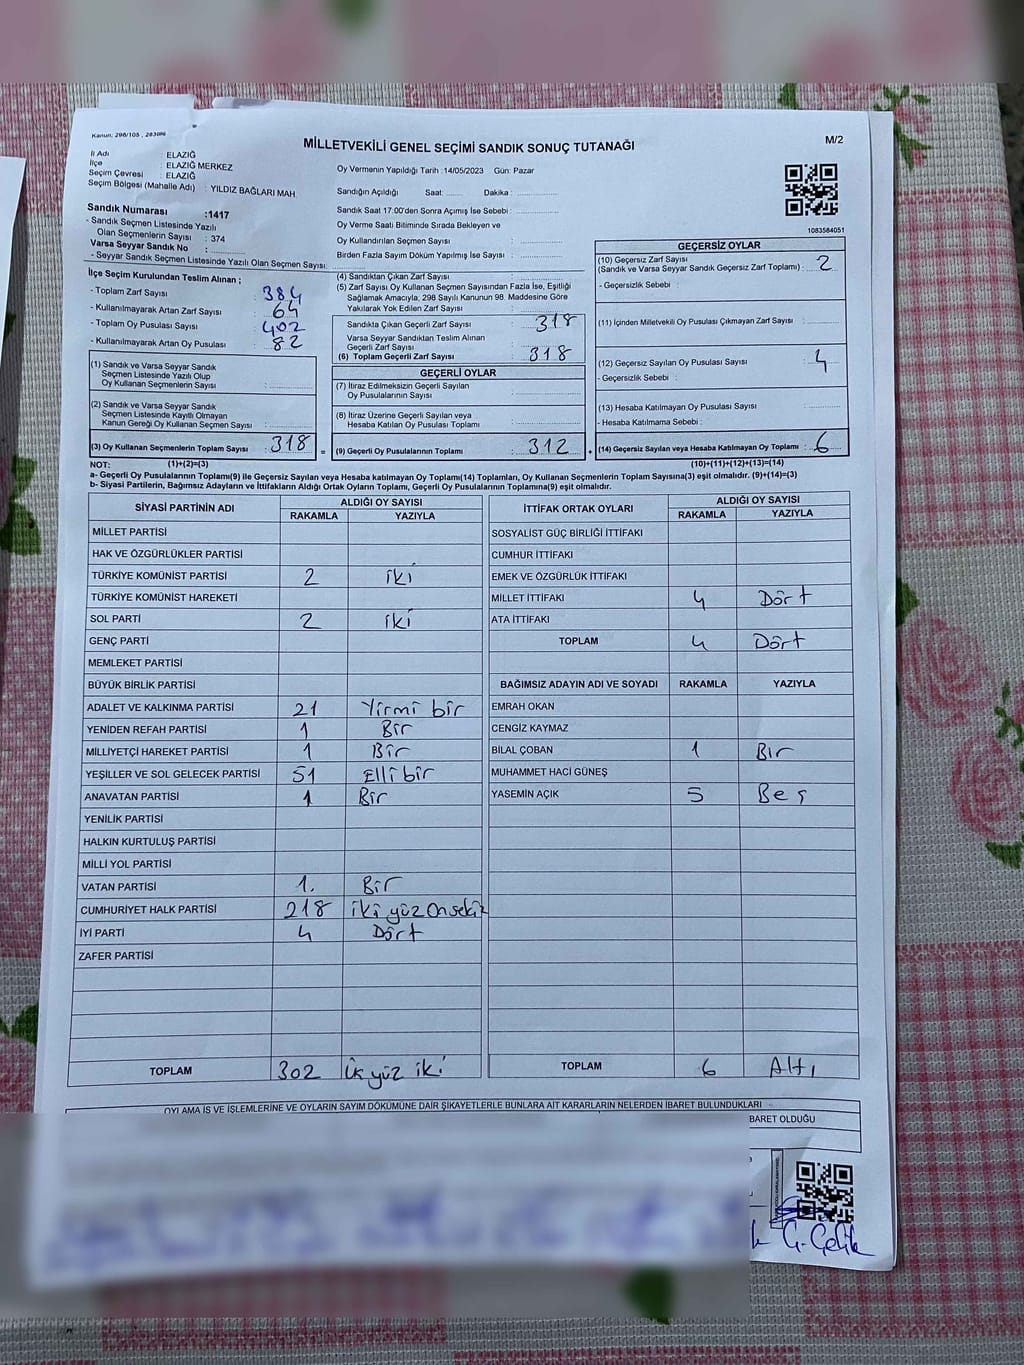 Kanun: 298/105 , 283086
MİLLETVEKİLİ GENEL SEÇİMİ SANDIK SONUÇ TUTANAĞI
M/2
İl Adı : ELAZIĞ
İlçe : ELAZIĞ MERKEZ
Seçim Çevresi : ELAZIĞ
Seçim Bölgesi (Mahalle Adı) : YILDIZ BAĞLARI MAH.
Sandık Numarası :1417
- Sandık Seçmen Listesinde Yazılı
Olan Seçmenlerin Sayısı : 374
Varsa Seyyar Sandık No :
- Seyyar Sandık Seçmen Listesinde Yazılı Olan Seçmen Sayısı:
İlçe Seçim Kurulundan Teslim Alınan ;
- Toplam Zarf Sayısı : 384
- Kullanılmayarak Artan Zarf Sayısı : 64
- Toplam Oy Pusulası Sayısı : 402
- Kullanılmayarak Artan Oy Pusulası : 82
(1) Sandık ve Varsa Seyyar Sandık
Seçmen Listesinde Yazılı Olup
Oy Kullanan Seçmenlerin Sayısı :
(2) Sandık ve Varsa Seyyar Sandık
Seçmen Listesinde Kayıtlı Olmayan
Kanun Gereği Oy Kullanan Seçmen Sayısı :
(3) Oy Kullanan Seçmenlerin Toplam Sayısı : 318
Oy Vermenin Yapıldığı Tarih :14/05/2023 Gün: Pazar
Sandığın Açıldığı Saat: Dakika :
Sandık Saat 17:00'den Sonra Açımış İse Sebebi :
Oy Verme Saati Bitiminde Sırada Bekleyen ve
Oy Kullandırılan Seçmen Sayısı :
Birden Fazla Sayım Döküm Yapılmış İse Sayısı :
(4) Sandıktan Çıkan Zarf Sayısı :
(5) Zarf Sayısı Oy Kullanan Seçmen Sayısından Fazla İse, Eşitliği
Sağlamak Amacıyla, 298 Sayılı Kanunun 98. Maddesine Göre
Yakılarak Yok Edilen Zarf Sayısı :
Sandıkta Çıkan Geçerli Zarf Sayısı : 318
Varsa Seyyar Sandıktan Teslim Alınan
Geçerli Zarf Sayısı :
(6) Toplam Geçerli Zarf Sayısı : 318
GEÇERLİ OYLAR
(7) İtiraz Edilmeksizin Geçerli Sayılan
Oy Pusulalarının Sayısı :
(8) İtiraz Üzerine Geçerli Sayılan veya
Hesaba Katılan Oy Pusulası Toplamı :
= (9) Geçerli Oy Pusulalarının Toplamı : 312 +
1083584051
GEÇERSİZ OYLAR
(10) Geçersiz Zarf Sayısı
(Sandık ve Varsa Seyyar Sandık Geçersiz Zarf Toplamı) : 2
- Geçersizlik Sebebi :
(11) İçinden Milletvekili Oy Pusulası Çıkmayan Zarf Sayısı :
(12) Geçersiz Sayılan Oy Pusulası Sayısı : 4
- Geçersizlik Sebebi :
(13) Hesaba Katılmayan Oy Pusulası Sayısı :
- Hesaba Katılmama Sebebi :
(14) Geçersiz Sayılan veya Hesaba Katılmayan Oy Toplamı : 6
NOT: (1)+(2)=(3) (10)+(11)+(12)+(13)=(14)
a- Geçerli Oy Pusulalarının Toplamı(9) ile Geçersiz Sayılan veya Hesaba katılmayan Oy Toplamı(14) Toplamları, Oy Kullanan Seçmenlerin Toplam Sayısına(3) eşit olmalıdır. (9)+(14)=(3)
b- Siyasi Partilerin, Bağımsız Adayların ve İttifakların Aldığı Ortak Oyların Toplamı, Geçerli Oy Pusulalarının Toplamına(9) eşit olmalıdır.
SİYASİ PARTİNİN ADI ALDIĞI OY SAYISI
RAKAMLA YAZIYLA
MİLLET PARTİSİ
HAK VE ÖZGÜRLÜKLER PARTİSİ
TÜRKİYE KOMÜNİST PARTİSİ 2 iki
TÜRKİYE KOMÜNİST HAREKETİ
SOL PARTİ 2 iki
GENÇ PARTİ
MEMLEKET PARTİSİ
BÜYÜK BİRLİK PARTİSİ
ADALET VE KALKINMA PARTİSİ 21 Yirmi bir
YENİDEN REFAH PARTİSİ 1 Bir
MİLLİYETÇİ HAREKET PARTİSİ 1 Bir
YEŞİLLER VE SOL GELECEK PARTİSİ 51 Elli bir
ANAVATAN PARTİSİ 1 Bir
YENİLİK PARTİSİ
HALKIN KURTULUŞ PARTİSİ
MİLLİ YOL PARTİSİ
VATAN PARTİSİ 1. Bir
CUMHURİYET HALK PARTİSİ 218 iki yüz Onsekiz
İYİ PARTİ 4 Dört
ZAFER PARTİSİ
TOPLAM 302 üç yüz iki
İTTİFAK ORTAK OYLARI ALDIĞI OY SAYISI
RAKAMLA YAZIYLA
SOSYALİST GÜÇ BİRLİĞİ İTTİFAKI
CUMHUR İTTİFAKI
EMEK VE ÖZGÜRLÜK İTTİFAKI
MİLLET İTTİFAKI 4 Dört
ATA İTTİFAKI
TOPLAM 4 Dört
BAĞIMSIZ ADAYIN ADI VE SOYADI RAKAMLA YAZIYLA
EMRAH OKAN
CENGİZ KAYMAZ
BİLAL ÇOBAN 1 Bir
MUHAMMET HACİ GÜNEŞ
YASEMİN AÇIK 5 Beş
TOPLAM 6 Altı
OYLAMA İŞ VE İŞLEMLERİNE VE OYLARIN SAYIM DÖKÜMÜNE DAİR ŞİKAYETLERLE BUNLARA AİT KARARLARIN NELERDEN İBARET BULUNDUKLARI
BARET OLDUĞU
Ç. Çelik